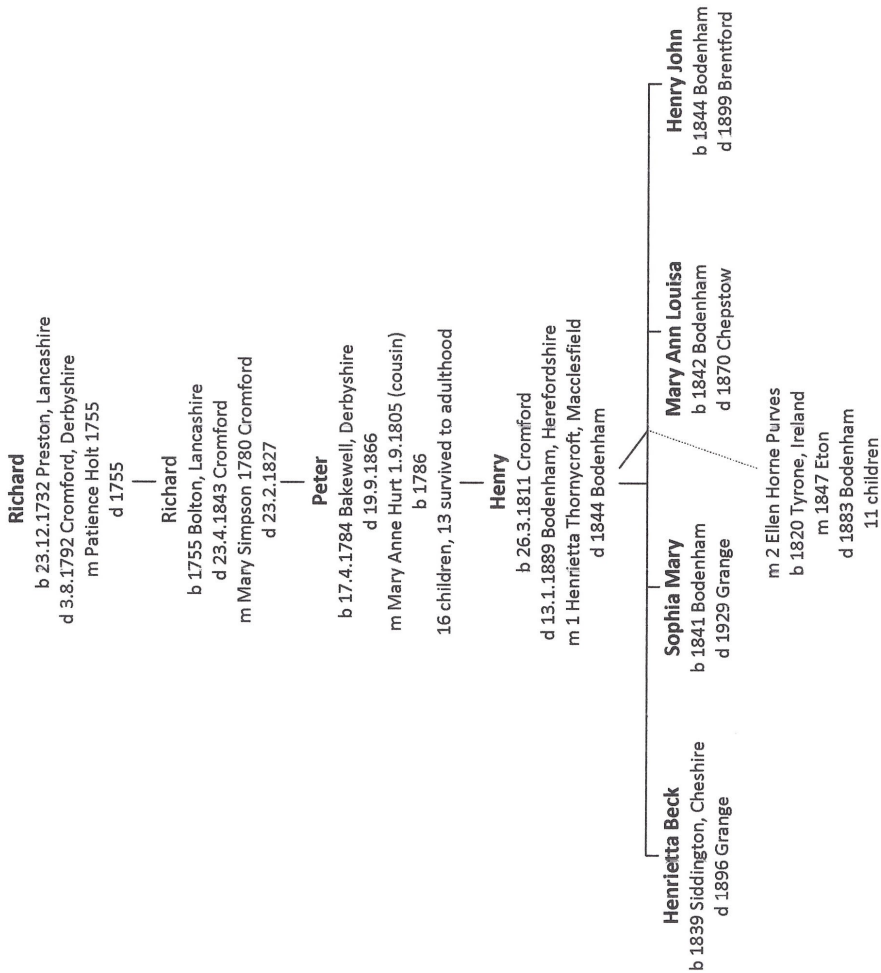 Richard
b 23.12.1732 Preston, Lancashire
d 3.8.1792 Cromford, Derbyshire
m Patience Holt 1755
d 1755
Richard
b 1755 Bolton, Lancashire
d 23.4.1843 Cromford
m Mary Simpson 1780 Cromford
d 23.2.1827
Peter
b 17.4.1784 Bakewell, Derbyshire
d 19.9.1866
m Mary Anne Hurt 1.9.1805 (cousin)
b 1786
16 children, 13 survived to adulthood
Henry
b 26.3.1811 Cromford
d 13.1.1889 Bodenham, Herefordshire
m 1 Henrietta Thornycroft, Macclesfield
d 1844 Bodenham
Henrietta Beck
b 1839 Siddington, Cheshire
d 1896 Grange
Sophia Mary
b 1841 Bodenham
d 1929 Grange
Mary Ann Louisa
b 1842 Bodenham
d 1870 Chepstow
Henry John
b 1844 Bodenham
d 1899 Brentford
m 2 Ellen Horne Purves
b 1820 Tyrone, Ireland
m 1847 Eton
d 1883 Bodenham
11 children